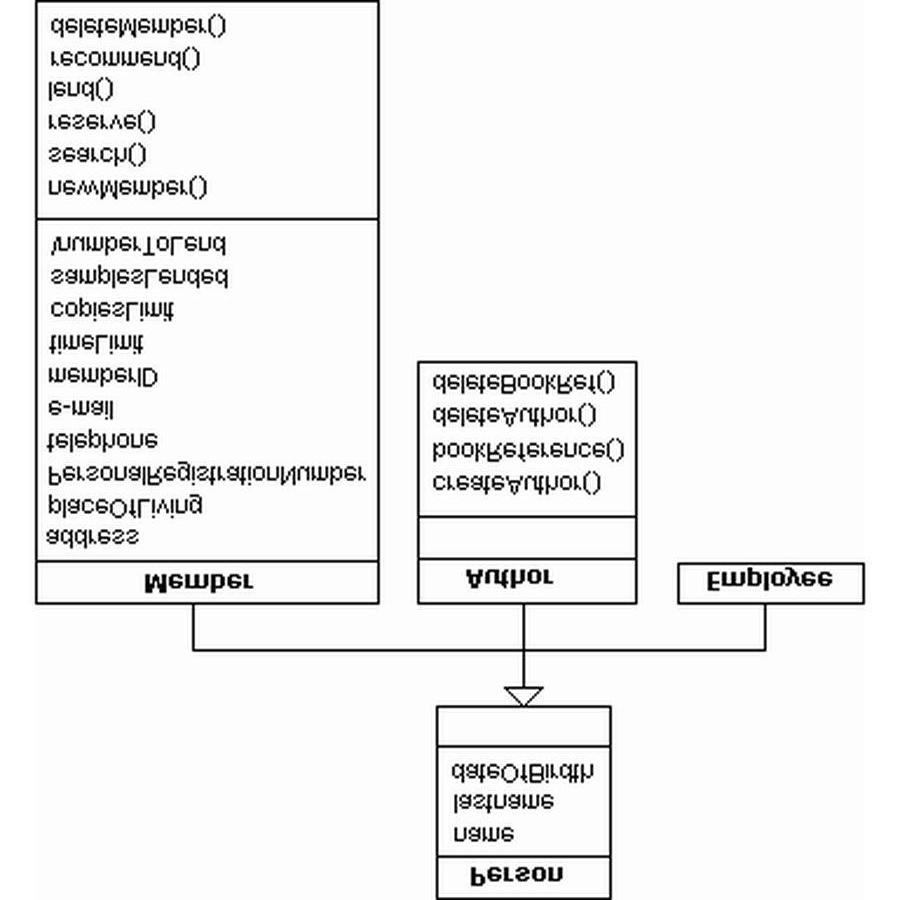 Person
name
lastname
dateOfBirdth
Member
address
placeOfLiving
PersonalRegistrationNumber
telephone
e-mail
memberID
timeLimit
copiesLimit
samplesLended
\numberToLend
newMember()
search()
reserve()
lend()
recommend()
deleteMember()
Author
createAuthor()
bookReference()
deleteAuthor()
deleteBookRef()
Employee